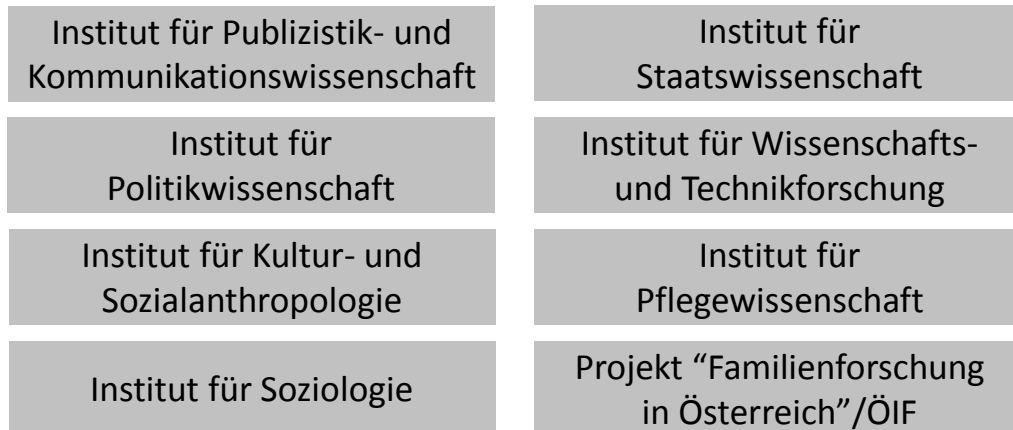 Institut für Publizistik- und
Kommunikationswissenschaft
Institut für
Staatswissenschaft
Institut für
Politikwissenschaft
Institut für Wissenschafts-
und Technikforschung
Institut für Kultur- und
Sozialanthropologie
Institut für
Pflegewissenschaft
Institut für Soziologie
Projekt “Familienforschung
in Österreich”/ÖIF